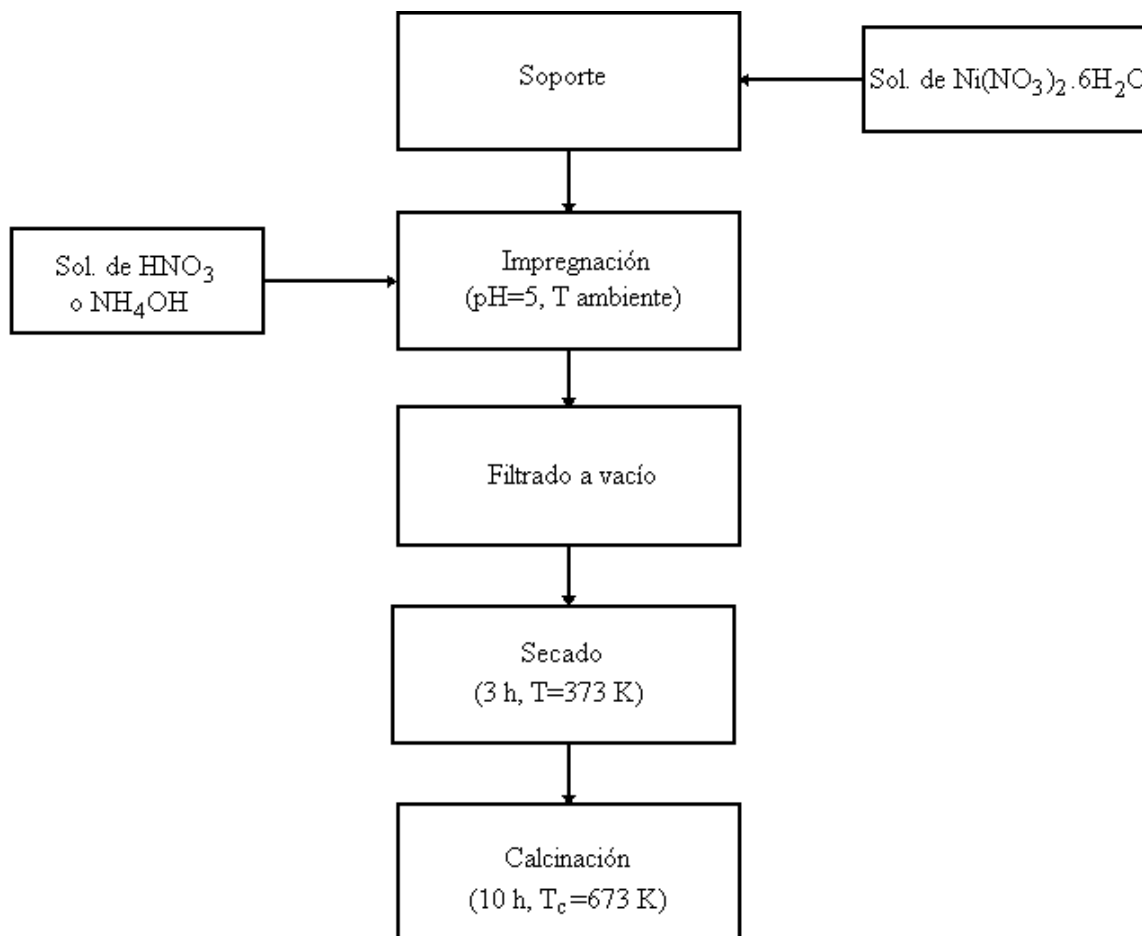 Soporte
Sol. de Ni(NO3)2.6H2O
Sol. de HNO3
o NH4OH
Impregnación
(pH=5, T ambiente)
Filtrado a vacío
Secado
(3 h, T=373 K)
Calcinación
(10 h, Tc=673 K)